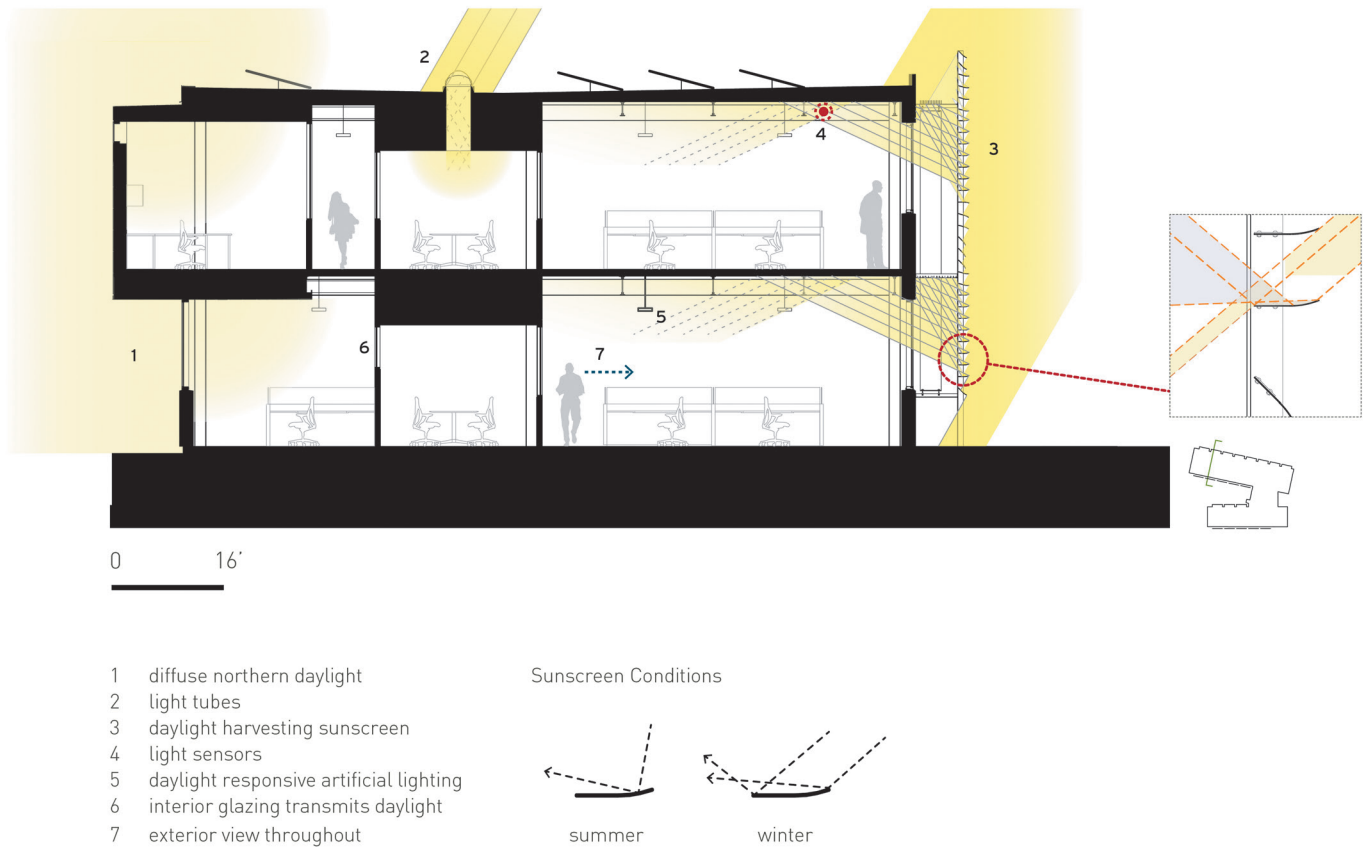 2
4
3
1
6
5
7
0 16'
1 diffuse northern daylight
2 light tubes
3 daylight harvesting sunscreen
4 light sensors
5 daylight responsive artificial lighting
6 interior glazing transmits daylight
7 exterior view throughout
Sunscreen Conditions
summer winter